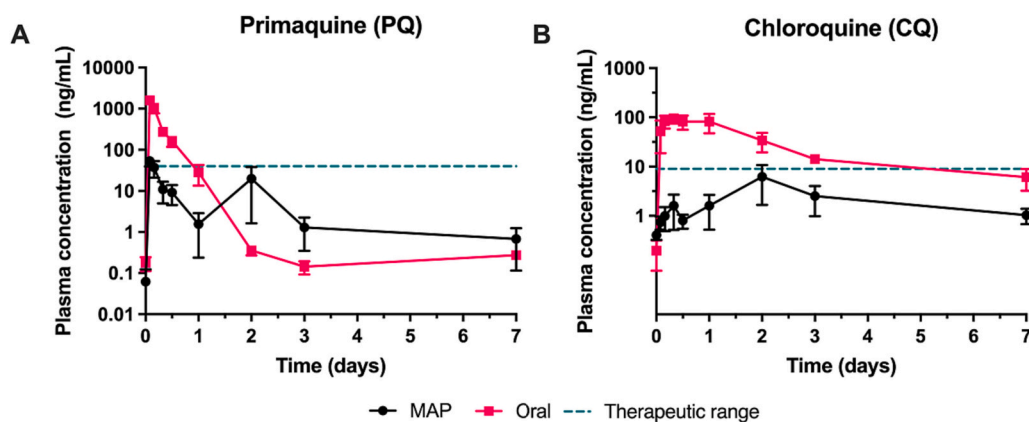 A
Primaquine (PQ)
Plasma concentration (ng/mL)
10000
1000
100
10
1
0.1
0.01
0 1 2 3 4 5 6 7
Time (days)
B
Chloroquine (CQ)
Plasma concentration (ng/mL)
1000
100
10
1
0 1 2 3 4 5 6 7
Time (days)
MAP Oral Therapeutic range